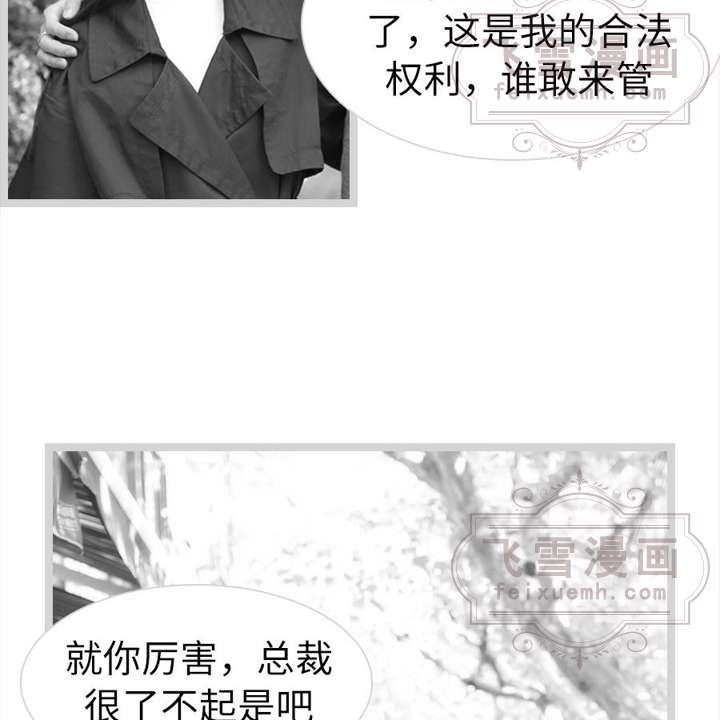 了，这是我的合法
权利，谁敢来管
飞雪漫画
feixuemh.com
飞雪漫画
feixuemh.com
就你厉害，总裁
很了不起是吧